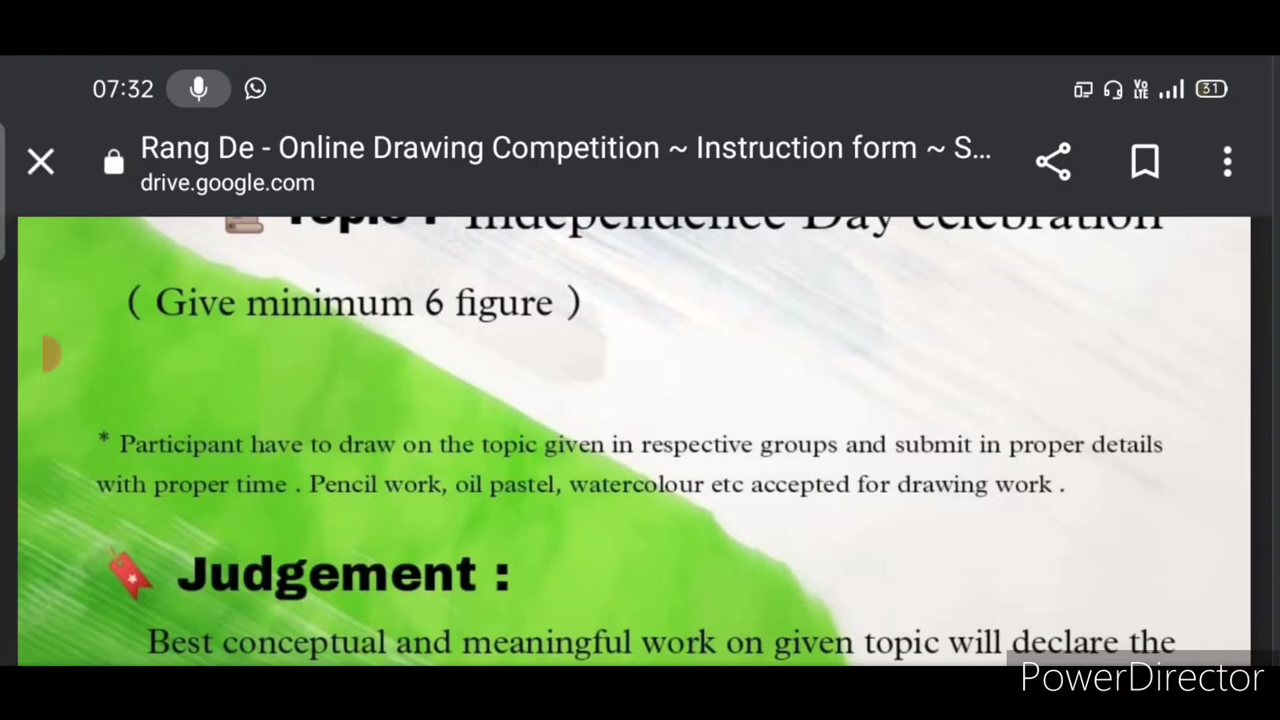 07:32
VoLTE
31
Rang De - Online Drawing Competition ~ Instruction form ~ S...
drive.google.com
Topic : Independence Day celebration
( Give minimum 6 figure )
* Participant have to draw on the topic given in respective groups and submit in proper details
with proper time . Pencil work, oil pastel, watercolour etc accepted for drawing work .
Judgement :
Best conceptual and meaningful work on given topic will declare the
PowerDirector